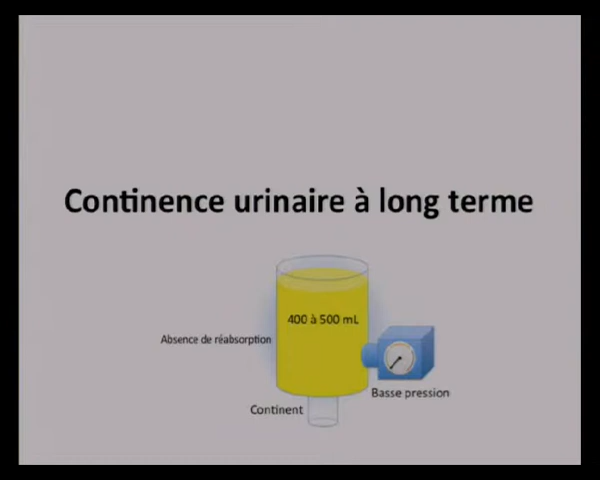 Continence urinaire à long terme
400 à 500 mL
Absence de réabsorption
Basse pression
Continent